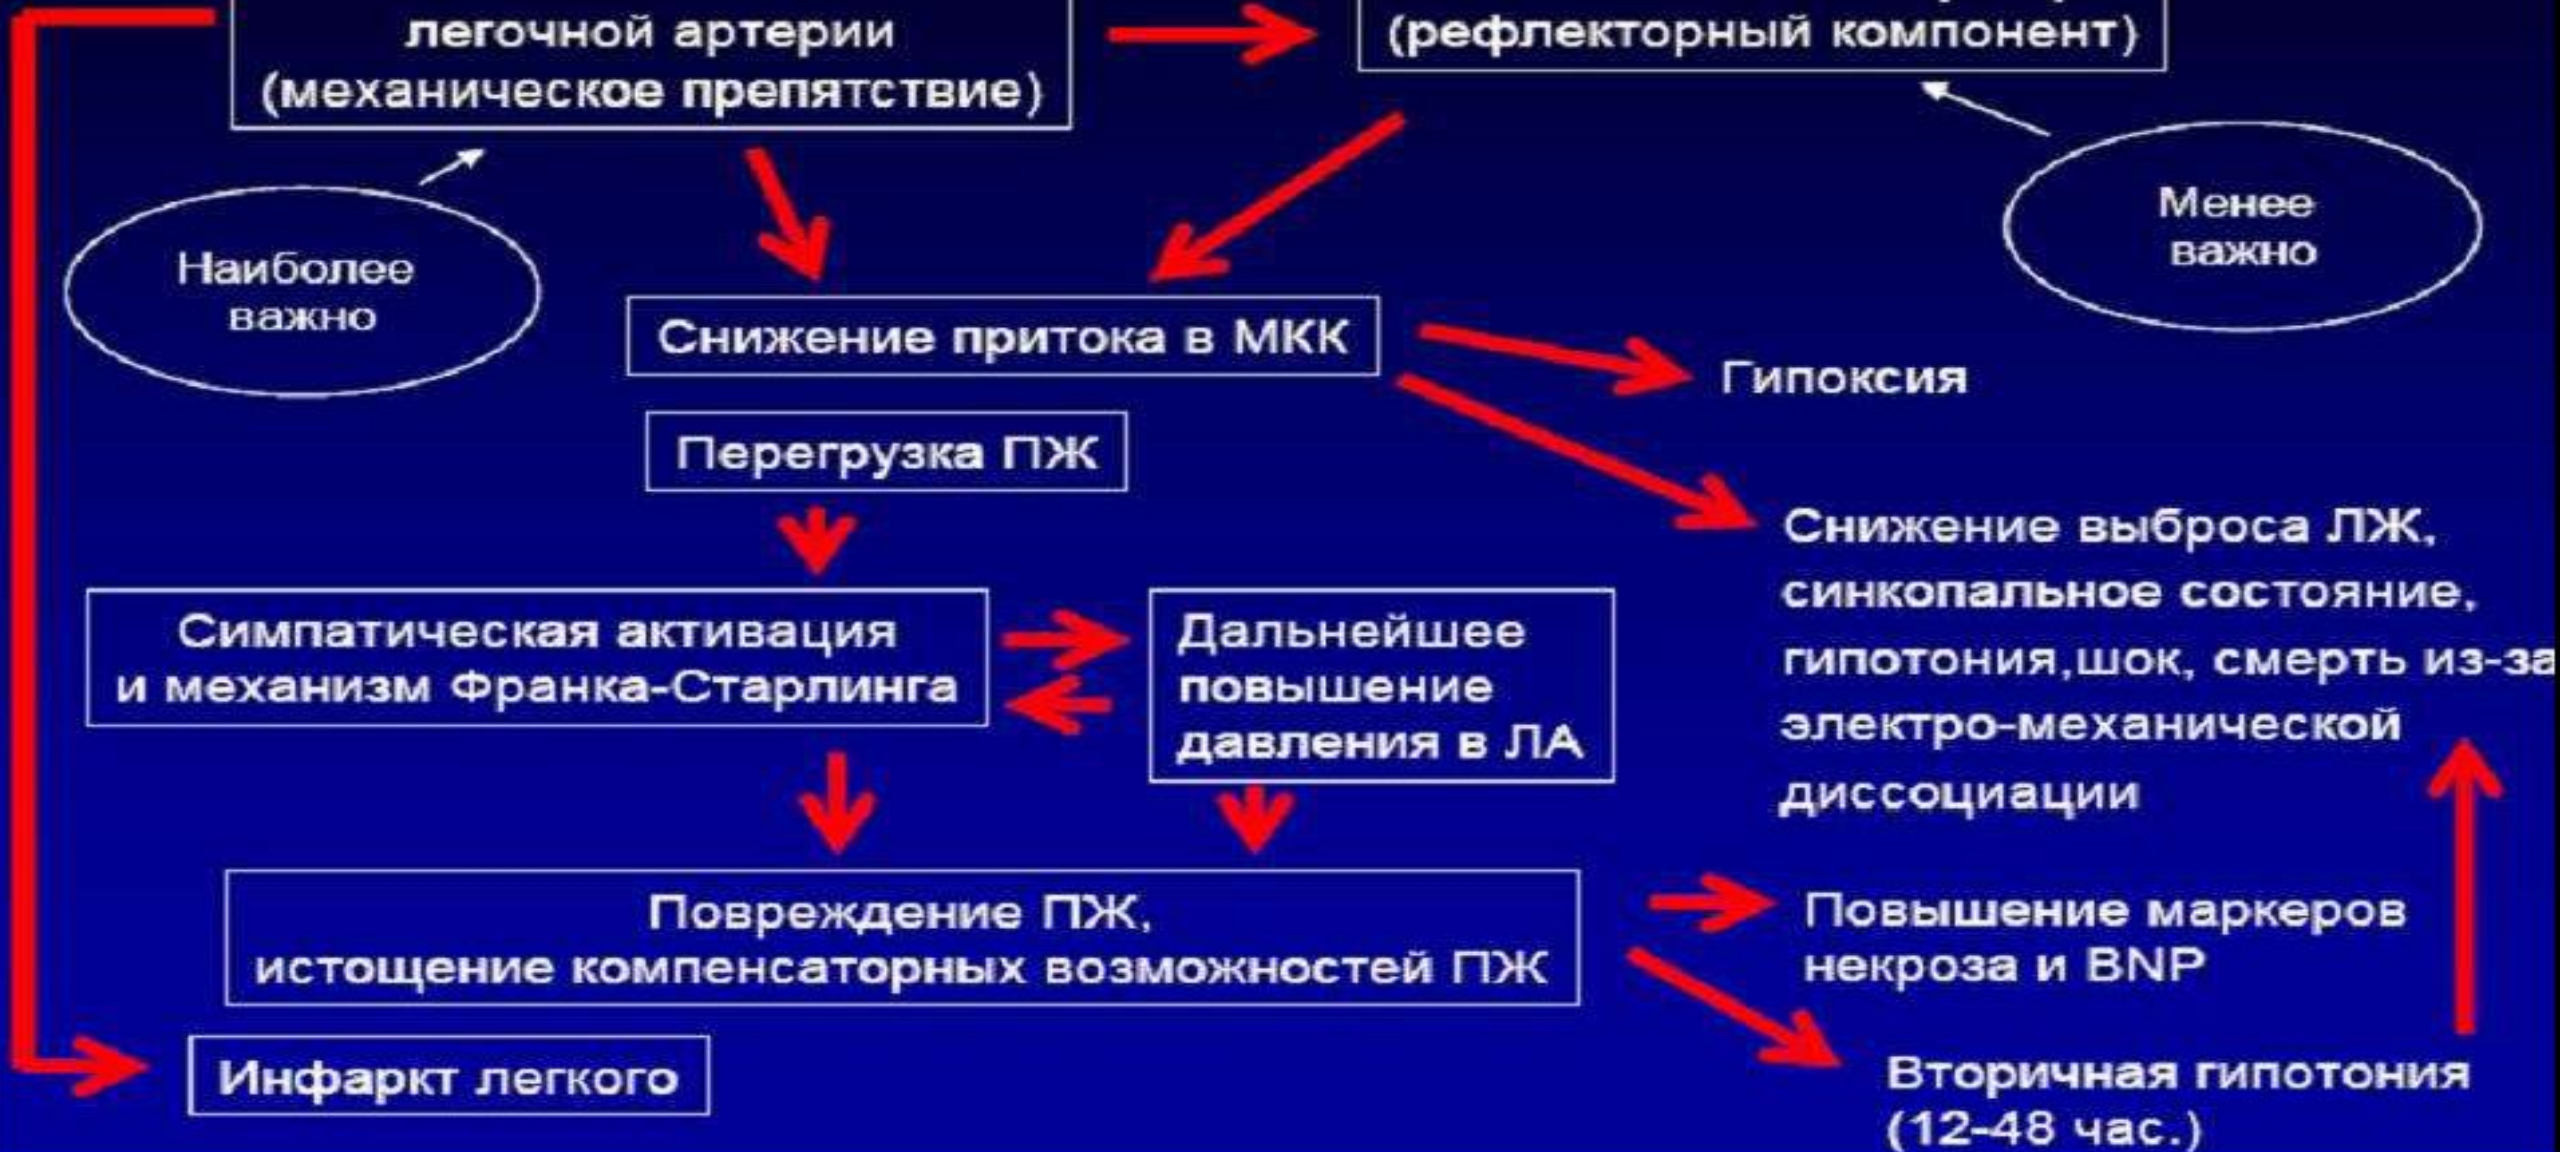 легочной артерии
(механическое препятствие)
(рефлекторный компонент)
Наиболее
важно
Менее
важно
Снижение притока в МКК
Гипоксия
Перегрузка ПЖ
Снижение выброса ЛЖ,
синкопальное состояние,
гипотония,шок, смерть из-за
электро-механической
диссоциации
Симпатическая активация
и механизм Франка-Старлинга
Дальнейшее
повышение
давления в ЛА
Повреждение ПЖ,
истощение компенсаторных возможностей ПЖ
Повышение маркеров
некроза и BNP
Инфаркт легкого
Вторичная гипотония
(12-48 час.)